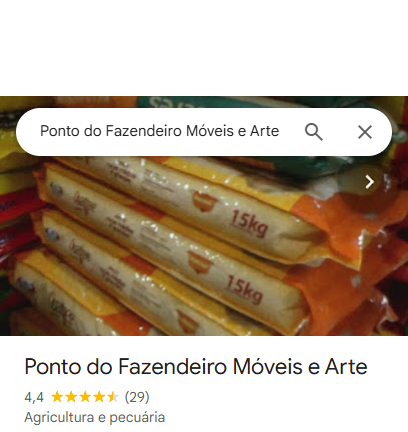 Ponto do Fazendeiro Móveis e Arte
15kg
15kg
Ponto do Fazendeiro Móveis e Arte
4,4 (29)
Agricultura e pecuária